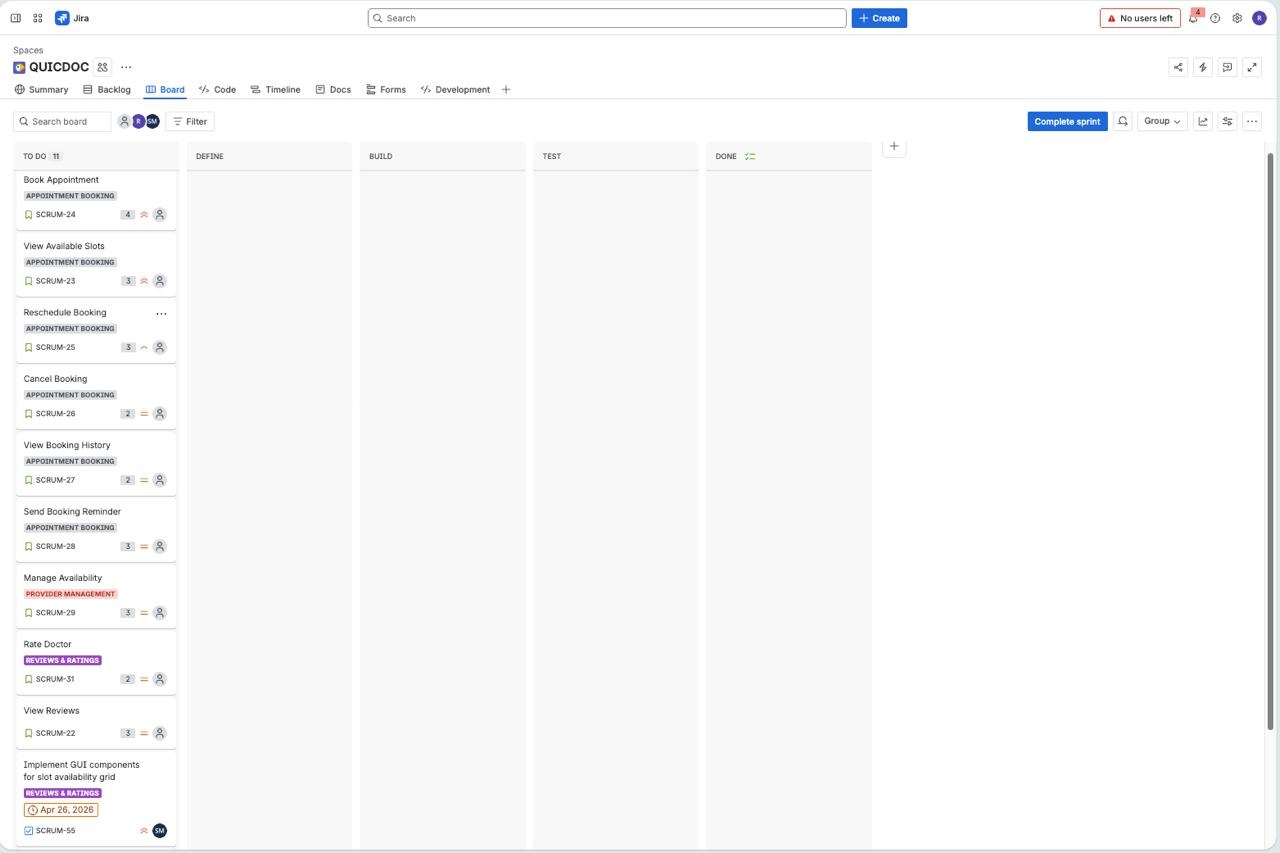 Jira
Search
Create
No users left
4
R
Spaces
QUICDOC
Summary
Backlog
Board
Code
Timeline
Docs
Forms
Development
Search board
R
SM
Filter
Complete sprint
Group
TO DO 11
DEFINE
BUILD
TEST
DONE
Book Appointment
APPOINTMENT BOOKING
SCRUM-24 4
View Available Slots
APPOINTMENT BOOKING
SCRUM-23 3
Reschedule Booking
APPOINTMENT BOOKING
SCRUM-25 3
Cancel Booking
APPOINTMENT BOOKING
SCRUM-26 2
View Booking History
APPOINTMENT BOOKING
SCRUM-27 2
Send Booking Reminder
APPOINTMENT BOOKING
SCRUM-28 3
Manage Availability
PROVIDER MANAGEMENT
SCRUM-29 3
Rate Doctor
REVIEWS & RATINGS
SCRUM-31 2
View Reviews
SCRUM-22 3
Implement GUI components
for slot availability grid
REVIEWS & RATINGS
Apr 26, 2026
SCRUM-55 SM